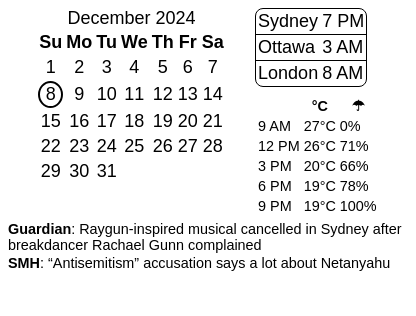 December 2024
Su Mo Tu We Th Fr Sa
1 2 3 4 5 6 7
8 9 10 11 12 13 14
15 16 17 18 19 20 21
22 23 24 25 26 27 28
29 30 31
Sydney 7 PM
Ottawa 3 AM
London 8 AM
°C ☂
9 AM 27°C 0%
12 PM 26°C 71%
3 PM 20°C 66%
6 PM 19°C 78%
9 PM 19°C 100%
Guardian: Raygun-inspired musical cancelled in Sydney after
breakdancer Rachael Gunn complained
SMH: “Antisemitism” accusation says a lot about Netanyahu